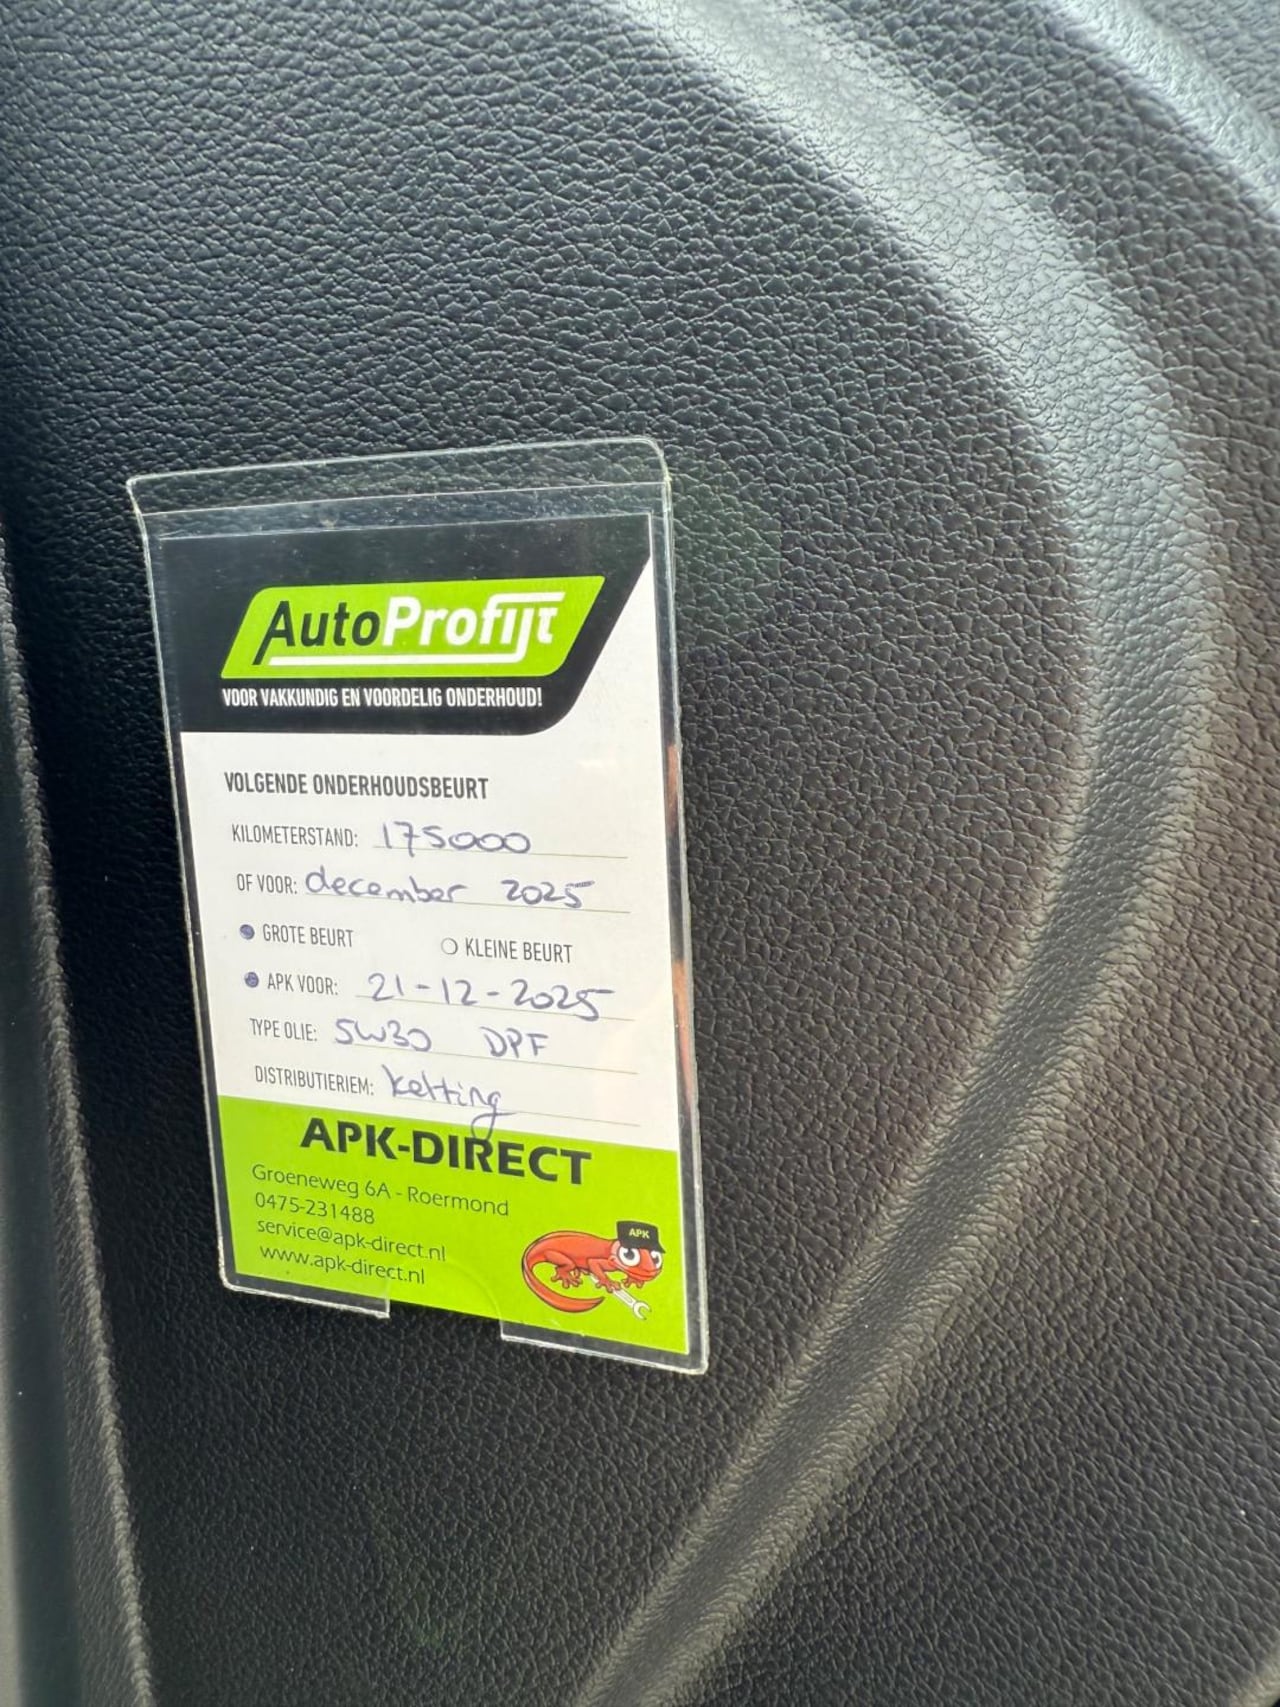 AutoProfijt
VOOR VAKKUNDIG EN VOORDELIG ONDERHOUD!
VOLGENDE ONDERHOUDSBEURT
KILOMETERSTAND: 175000
OF VOOR: december 2025
GROTE BEURT KLEINE BEURT
APK VOOR: 21-12-2025
TYPE OLIE: 5W30 DPF
DISTRIBUTIERIEM: ketting
APK-DIRECT
Groeneweg 6A - Roermond
0475-231488
service@apk-direct.nl
www.apk-direct.nl
APK